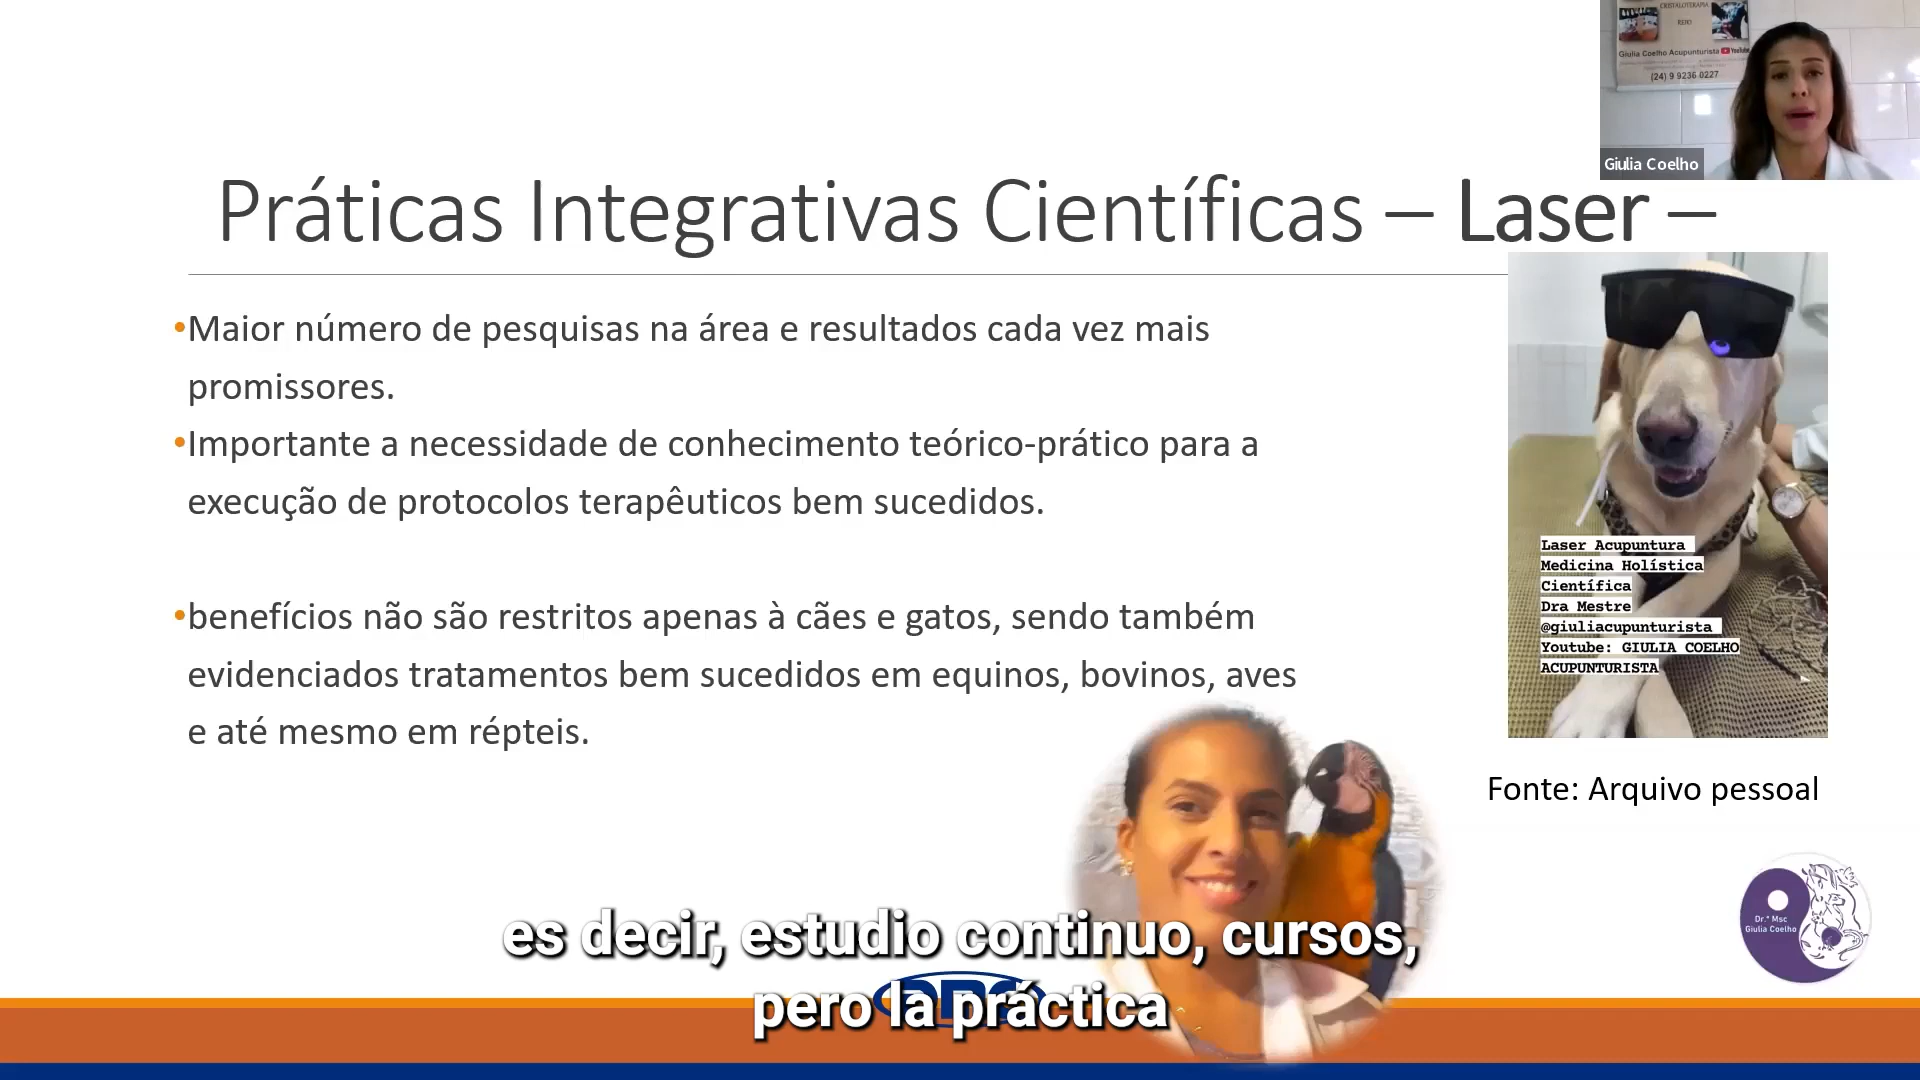 CRISTALOTERAPIA
REIKI
Giulia Coelho Acupunturista YouTube
(24) 9 9236 0227
Giulia Coelho
Práticas Integrativas Científicas – Laser –
•Maior número de pesquisas na área e resultados cada vez mais
promissores.
•Importante a necessidade de conhecimento teórico-prático para a
execução de protocolos terapêuticos bem sucedidos.
•benefícios não são restritos apenas à cães e gatos, sendo também
evidenciados tratamentos bem sucedidos em equinos, bovinos, aves
e até mesmo em répteis.
Laser Acupuntura
Medicina Holística
Científica
Dra Mestre
@giuliacupunturista
Youtube: GIULIA COELHO
ACUPUNTURISTA
Fonte: Arquivo pessoal
Dr.ª Msc
Giulia Coelho
es decir, estudio continuo, cursos,
pero la práctica